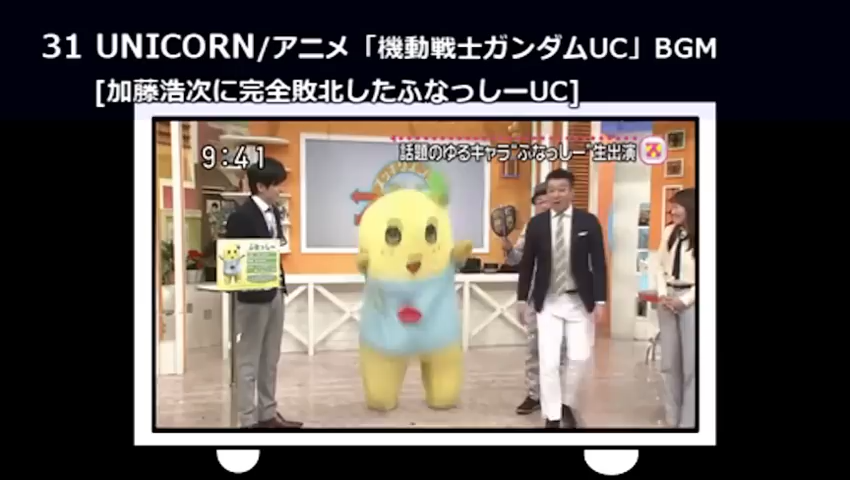 31 UNICORN/アニメ「機動戦士ガンダムUC」BGM
[加藤浩次に完全敗北したふなっしーUC]
9:41
話題のゆるキャラ"ふなっしー"生出演
ふなっしー